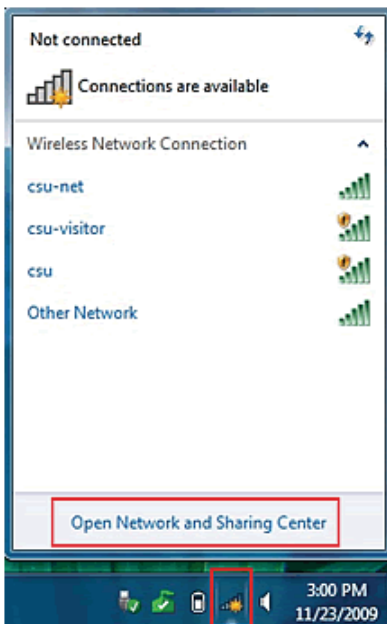 Not connected
Connections are available
Wireless Network Connection
csu-net
csu-visitor
csu
Other Network
Open Network and Sharing Center
3:00 PM
11/23/2009